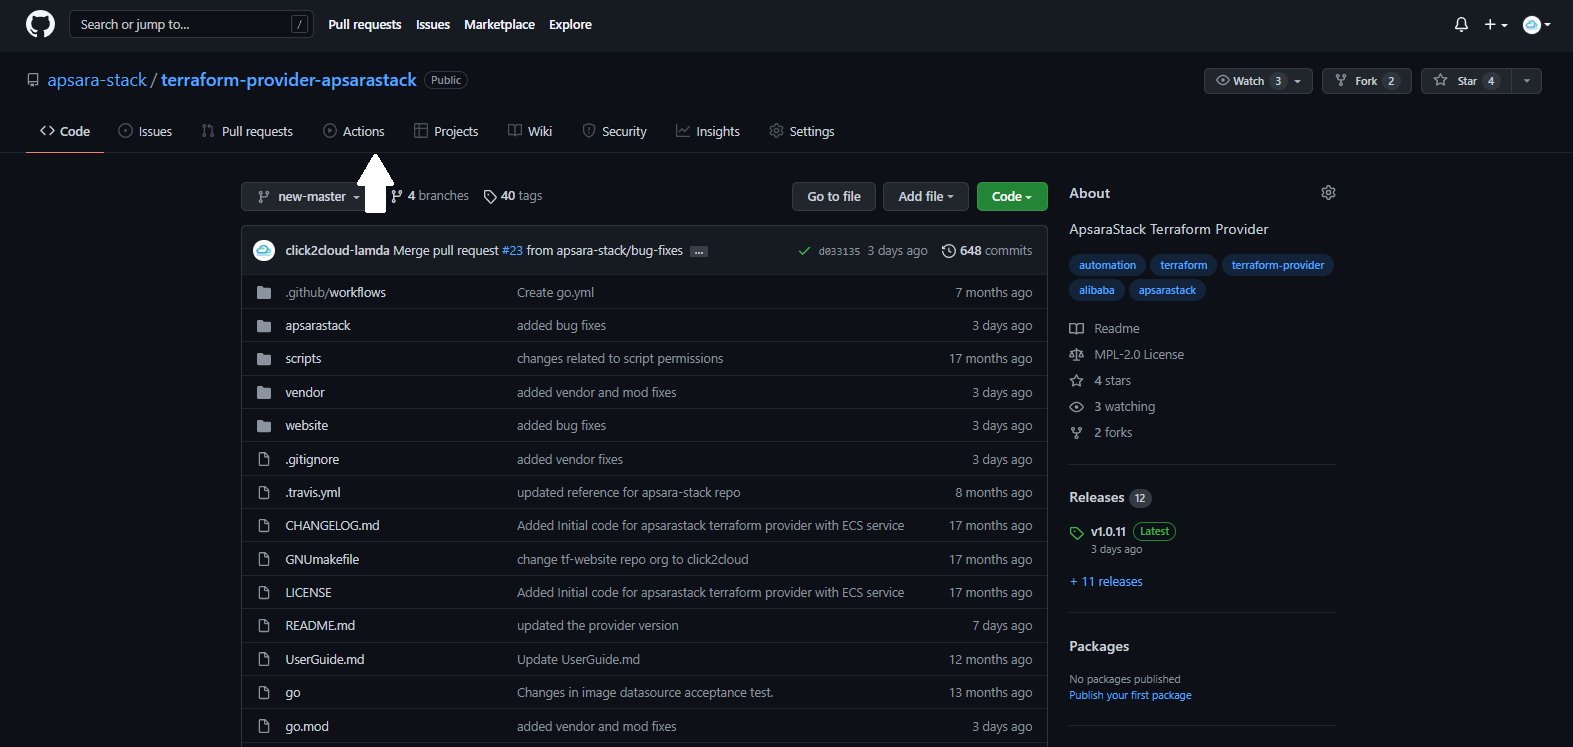 Search or jump to... /
Pull requests Issues Marketplace Explore
apsara-stack / terraform-provider-apsarastack Public
Watch 3 Fork 2 Star 4
Code Issues Pull requests Actions Projects Wiki Security Insights Settings
new-master 4 branches 40 tags Go to file Add file Code
click2cloud-lamda Merge pull request #23 from apsara-stack/bug-fixes ... d033135 3 days ago 648 commits
.github/workflows Create go.yml 7 months ago
apsarastack added bug fixes 3 days ago
scripts changes related to script permissions 17 months ago
vendor added vendor and mod fixes 3 days ago
website added bug fixes 3 days ago
.gitignore added vendor fixes 3 days ago
.travis.yml updated reference for apsara-stack repo 8 months ago
CHANGELOG.md Added Initial code for apsarastack terraform provider with ECS service 17 months ago
GNUmakefile change tf-website repo org to click2cloud 17 months ago
LICENSE Added Initial code for apsarastack terraform provider with ECS service 17 months ago
README.md updated the provider version 7 days ago
UserGuide.md Update UserGuide.md 12 months ago
go Changes in image datasource acceptance test. 13 months ago
go.mod added vendor and mod fixes 3 days ago
About
ApsaraStack Terraform Provider
automation terraform terraform-provider
alibaba apsarastack
Readme
MPL-2.0 License
4 stars
3 watching
2 forks
Releases 12
v1.0.11 Latest
3 days ago
+ 11 releases
Packages
No packages published
Publish your first package